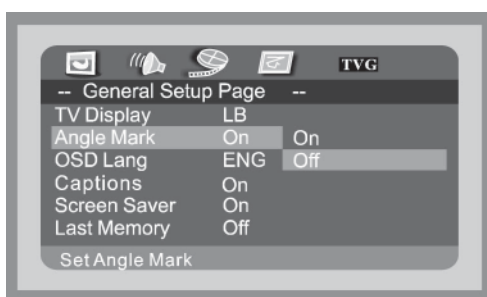 TVG
-- General Setup Page --
TV Display LB
Angle Mark On On
OSD Lang ENG Off
Captions On
Screen Saver On
Last Memory Off
Set Angle Mark